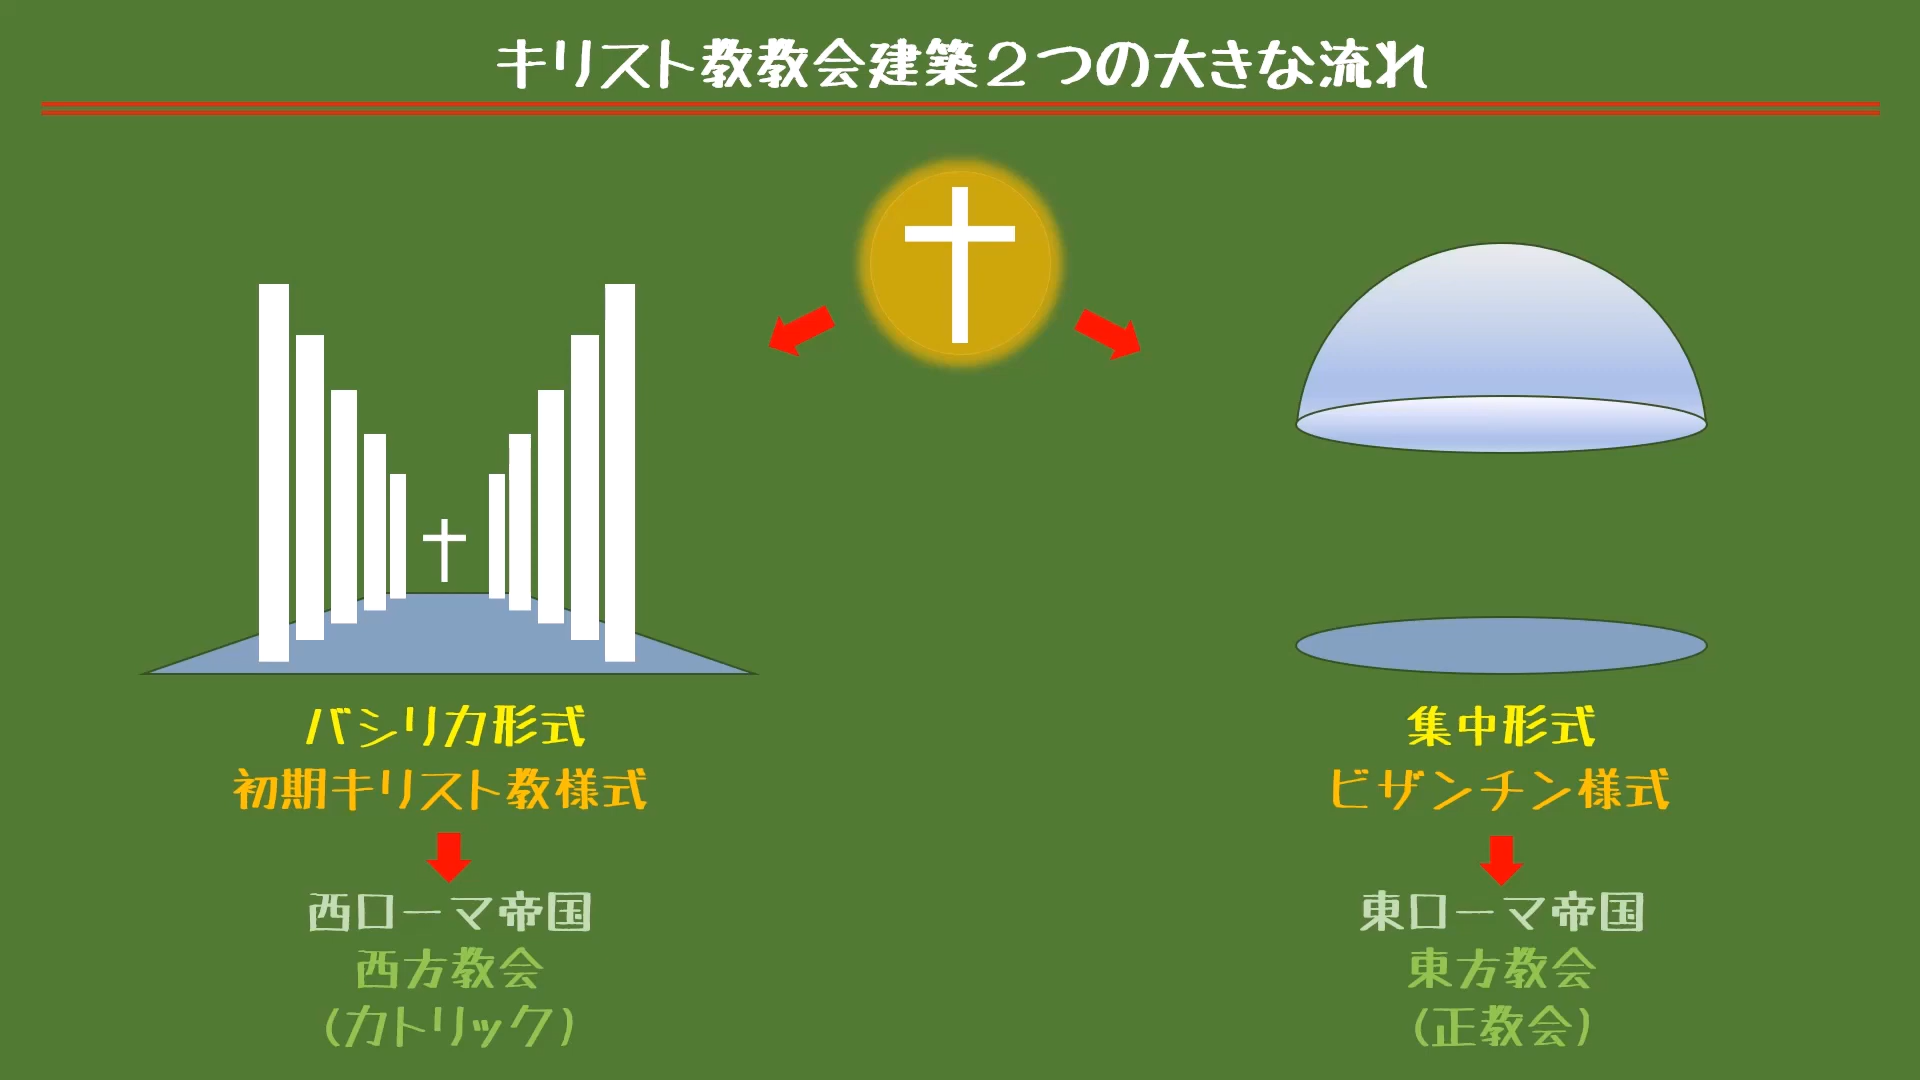 キリスト教教会建築２つの大きな流れ
バシリカ形式
初期キリスト教様式
西ローマ帝国
西方教会
(カトリック)
集中形式
ビザンチン様式
東ローマ帝国
東方教会
(正教会)